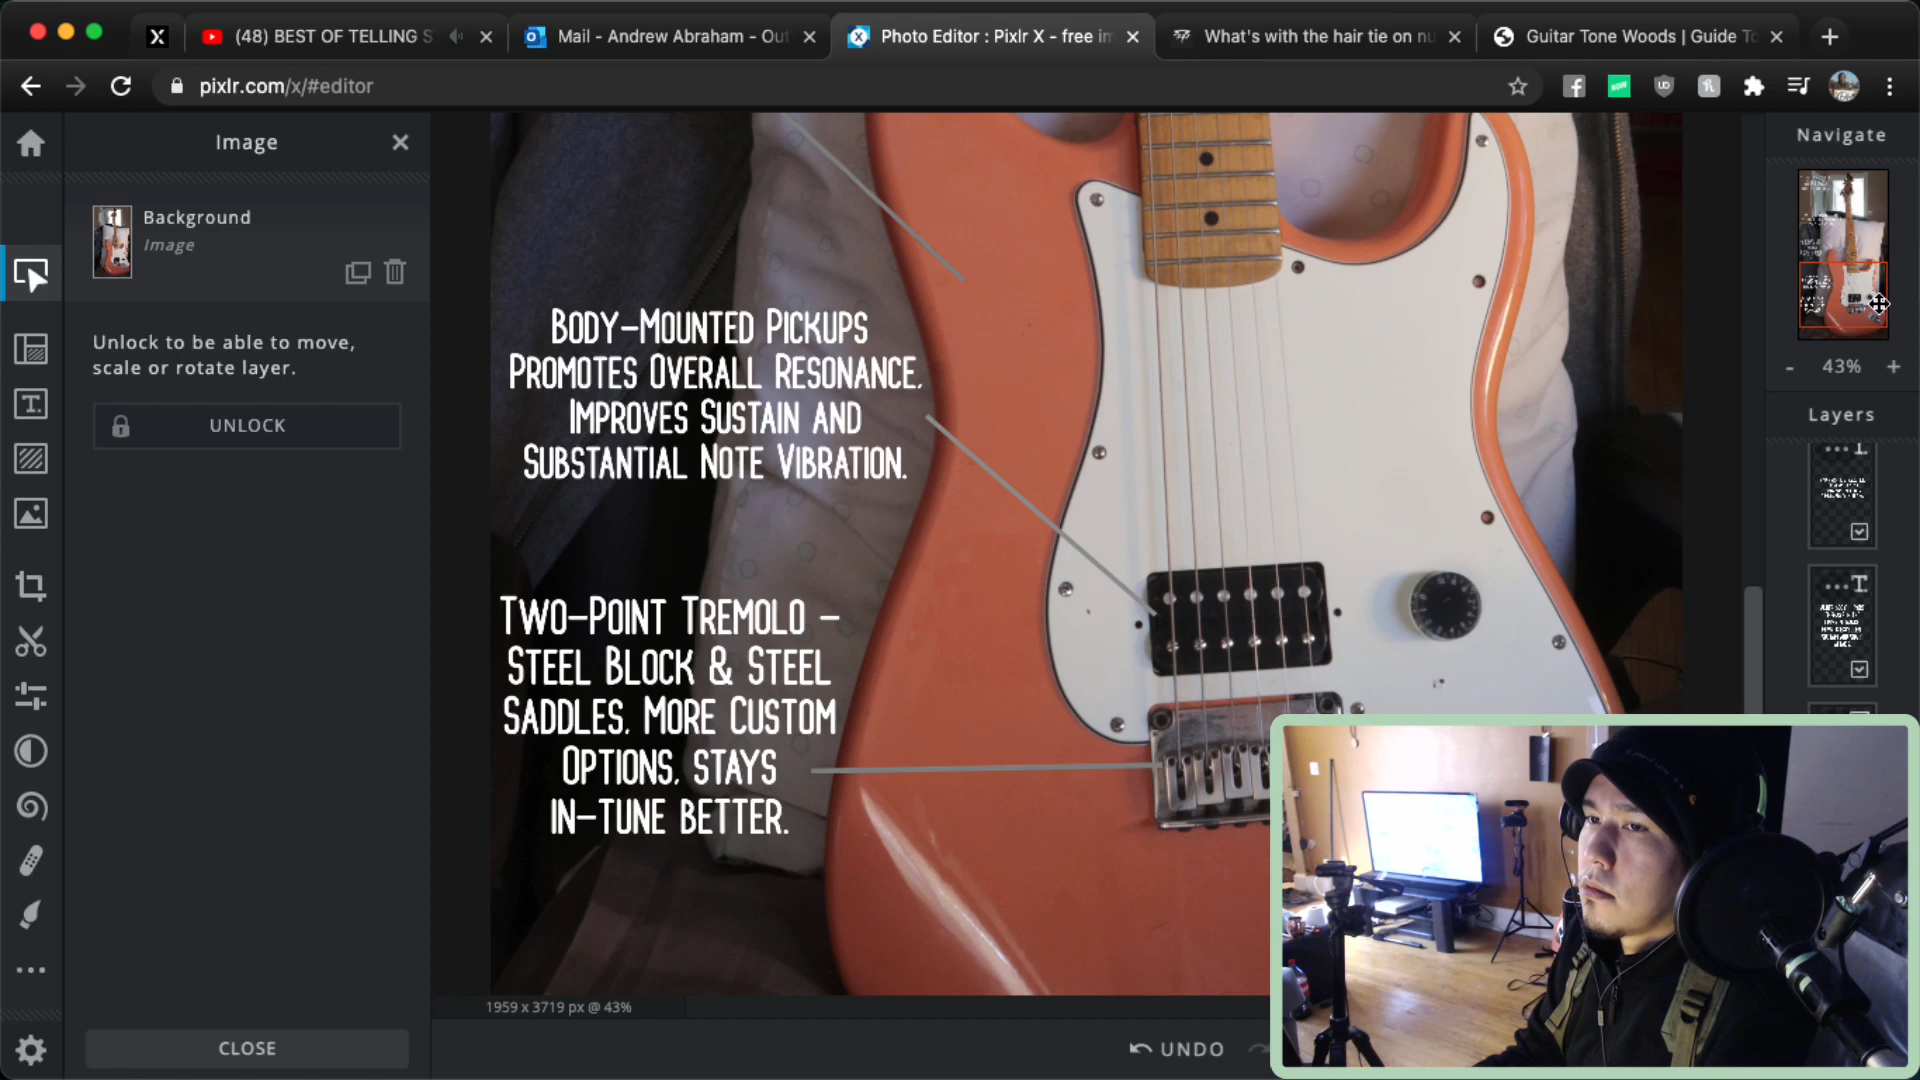 (48) BEST OF TELLING S
Mail - Andrew Abraham - Out
Photo Editor : Pixlr X - free im
What's with the hair tie on nu
Guitar Tone Woods | Guide To
pixlr.com/x/#editor
Image
Background
Image
Unlock to be able to move,
scale or rotate layer.
UNLOCK
CLOSE
Body-Mounted Pickups
Promotes Overall Resonance.
Improves Sustain and
Substantial Note Vibration.
Two-Point Tremolo –
Steel Block & Steel
Saddles. More Custom
Options. stays
in-tune better.
1959 x 3719 px @ 43%
UNDO
Navigate
- 43% +
Layers